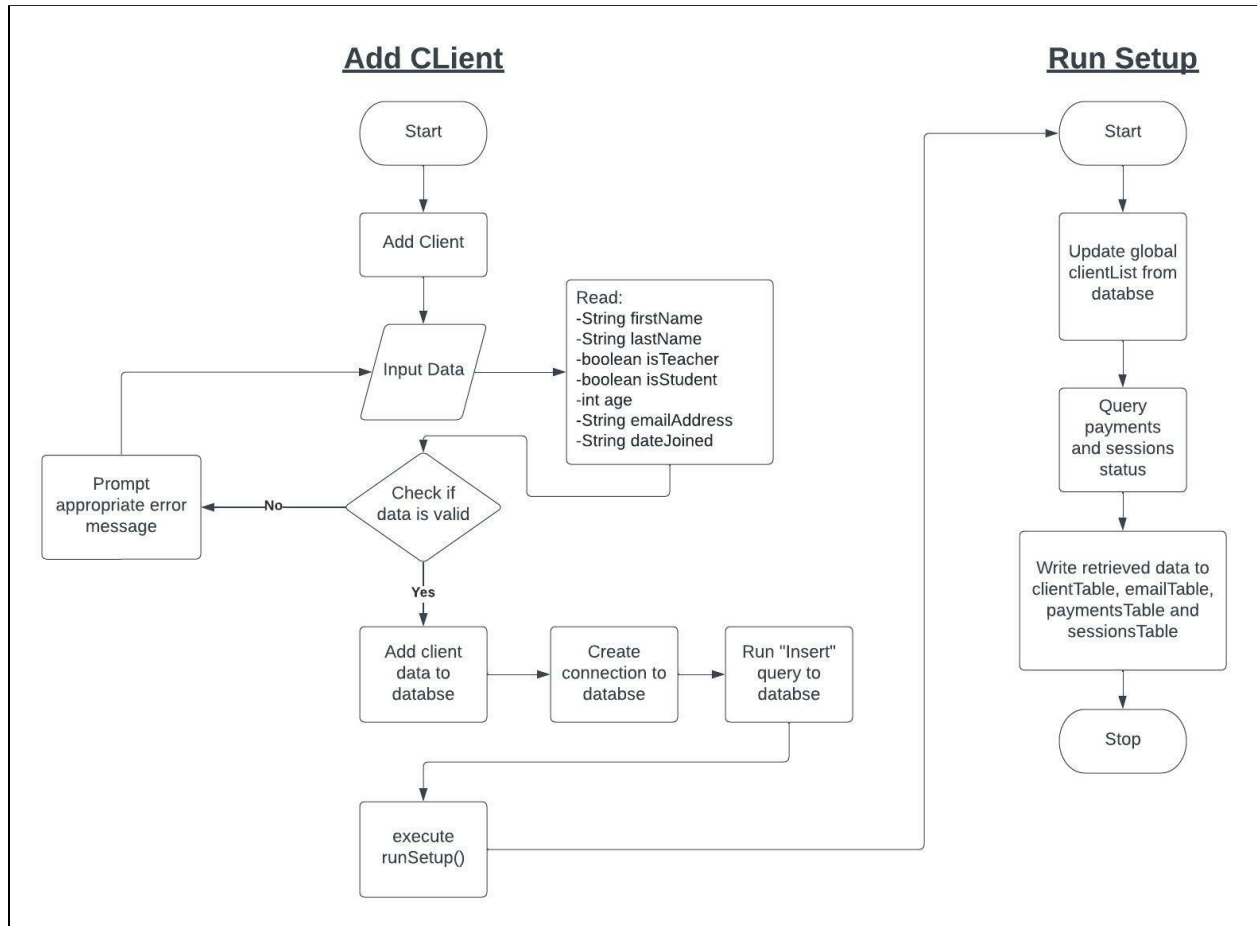 Add CLient
Start
Add Client
Input Data
Read:
-String firstName
-String lastName
-boolean isTeacher
-boolean isStudent
-int age
-String emailAddress
-String dateJoined
Check if
data is valid
No
Prompt
appropriate error
message
Yes
Add client
data to
databse
Create
connection to
databse
Run "Insert"
query to
databse
execute
runSetup()
Run Setup
Start
Update global
clientList from
databse
Query
payments
and sessions
status
Write retrieved data to
clientTable, emailTable,
paymentsTable and
sessionsTable
Stop